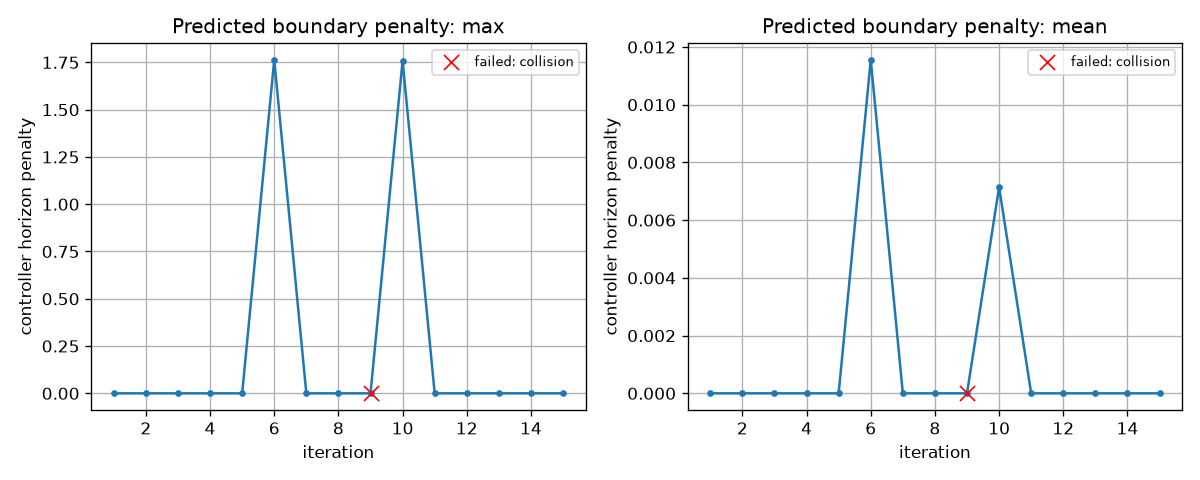 Predicted boundary penalty: max
failed: collision
controller horizon penalty
1.75
1.50
1.25
1.00
0.75
0.50
0.25
0.00
2 4 6 8 10 12 14
iteration
Predicted boundary penalty: mean
failed: collision
controller horizon penalty
0.012
0.010
0.008
0.006
0.004
0.002
0.000
2 4 6 8 10 12 14
iteration